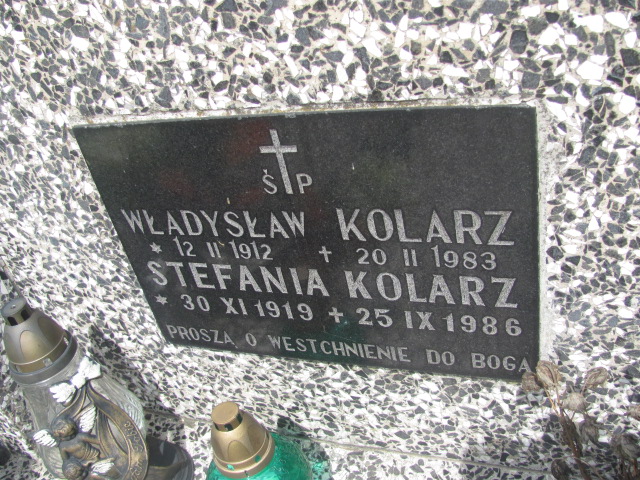 Ś P
WŁADYSŁAW KOLARZ
* 12 II 1912 + 20 II 1983
STEFANIA KOLARZ
* 30 XI 1919 + 25 IX 1986
PROSZĄ O WESTCHNIENIE DO BOGA